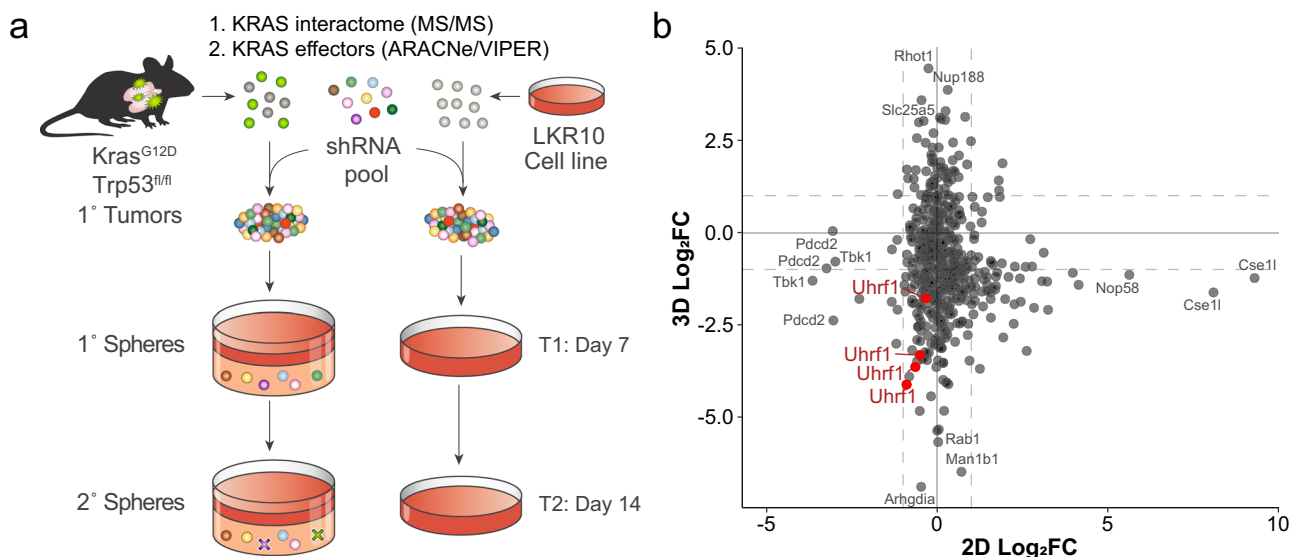 a
1. KRAS interactome (MS/MS)
2. KRAS effectors (ARACNe/VIPER)
Kras^G12D
Trp53^fl/fl
1° Tumors
shRNA
pool
LKR10
Cell line
1° Spheres
T1: Day 7
2° Spheres
T2: Day 14
b
3D Log₂FC
5.0
2.5
0.0
-2.5
-5.0
Rhot1
Nup188
Slc25a5
Pdcd2
Pdcd2
Tbk1
Tbk1
Pdcd2
Uhrf1
Uhrf1
Uhrf1
Uhrf1
Nop58
Cse1l
Cse1l
Rab1
Man1b1
Arhgdia
-5
0
5
10
2D Log₂FC